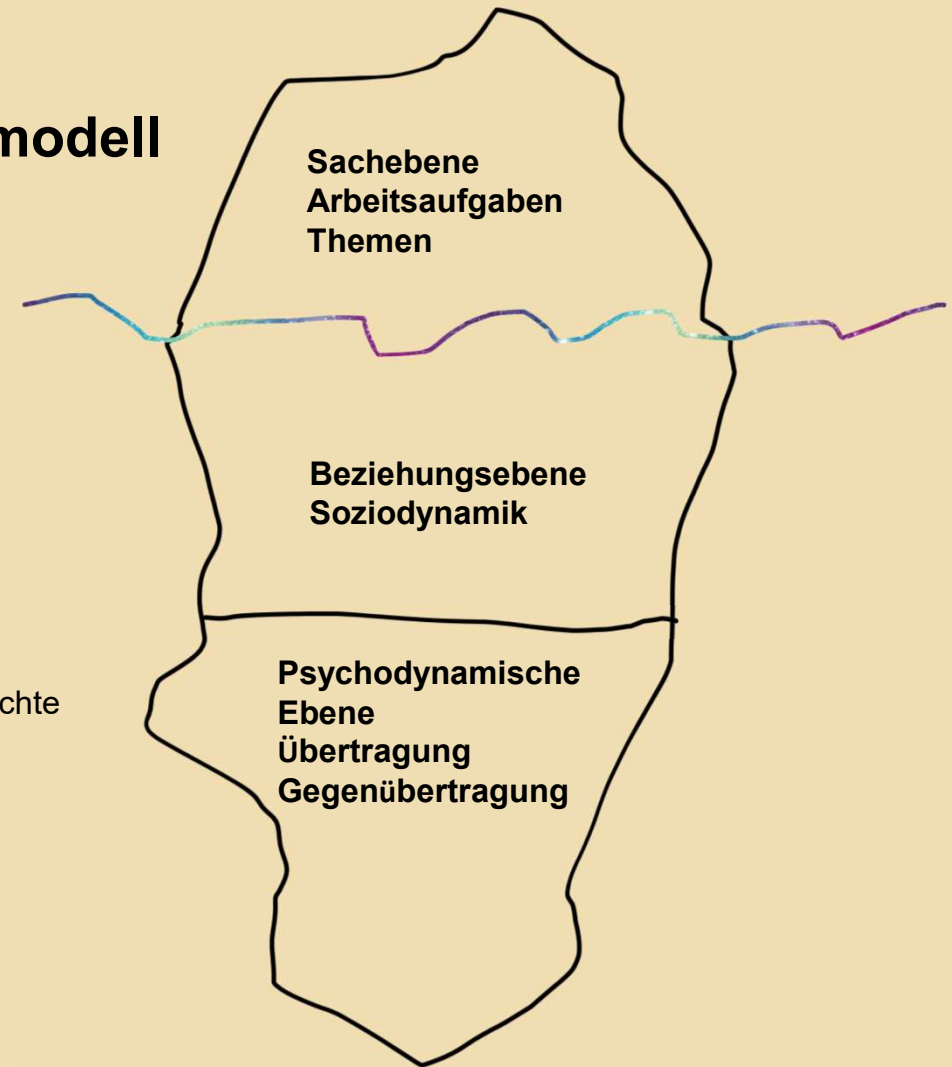 modell
Sachebene
Arbeitsaufgaben
Themen
Beziehungsebene
Soziodynamik
Psychodynamische
chte
Ebene
Übertragung
Gegenübertragung